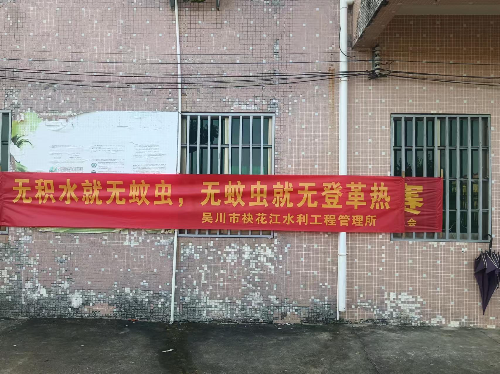 无积水就无蚊虫，无蚊虫就无登革热
吴川市袂花江水利工程管理所
会